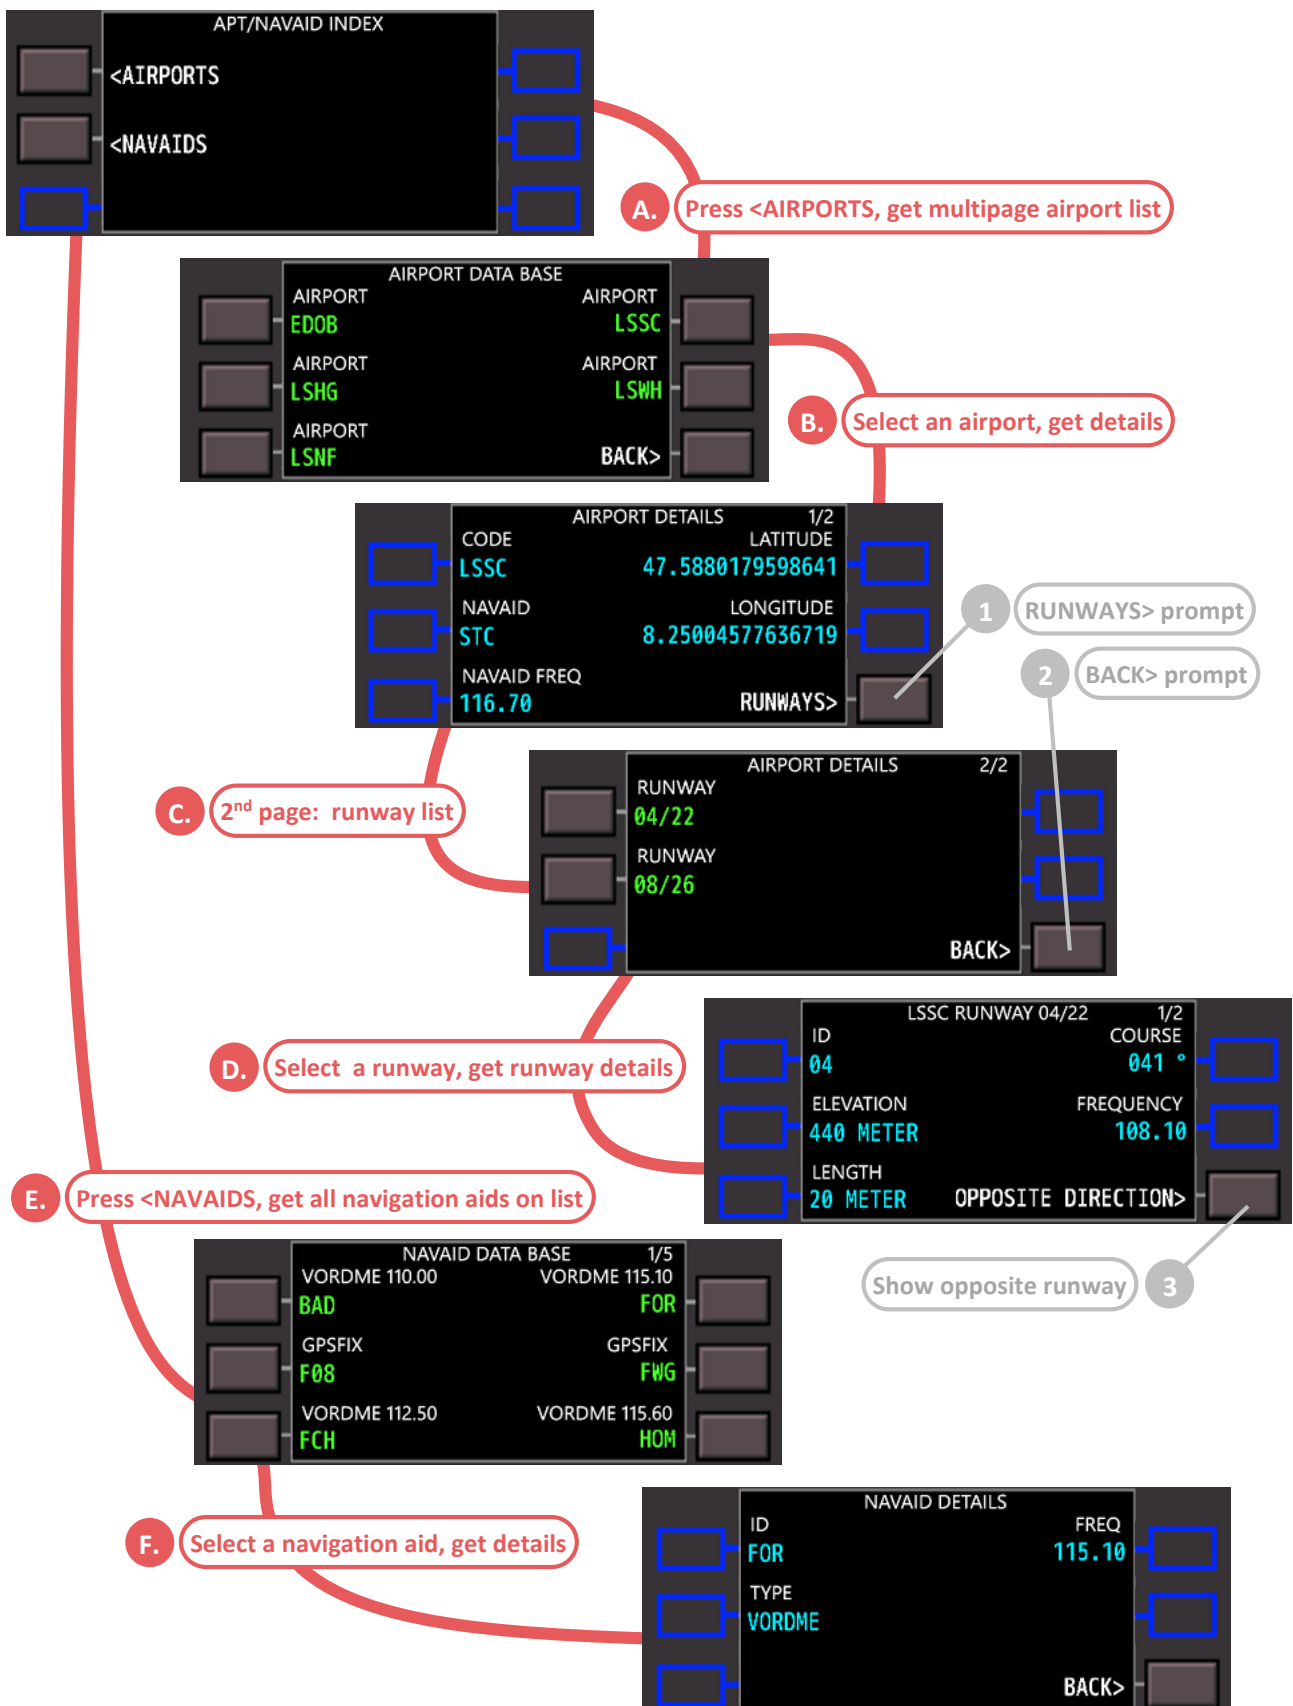 APT/NAVAID INDEX
<AIRPORTS
<NAVAIDS
A. Press <AIRPORTS, get multipage airport list
AIRPORT DATA BASE
AIRPORT AIRPORT
EDOB LSSC
AIRPORT AIRPORT
LSHG LSWH
AIRPORT
LSNF BACK>
B. Select an airport, get details
AIRPORT DETAILS 1/2
CODE LATITUDE
LSSC 47.5880179598641
NAVAID LONGITUDE
STC 8.25004577636719
NAVAID FREQ
116.70 RUNWAYS>
1 RUNWAYS> prompt
2 BACK> prompt
C. 2nd page: runway list
AIRPORT DETAILS 2/2
RUNWAY
04/22
RUNWAY
08/26
BACK>
D. Select a runway, get runway details
LSSC RUNWAY 04/22 1/2
ID COURSE
04 041 °
ELEVATION FREQUENCY
440 METER 108.10
LENGTH
20 METER OPPOSITE DIRECTION>
Show opposite runway 3
E. Press <NAVAIDS, get all navigation aids on list
NAVAID DATA BASE 1/5
VORDME 110.00 VORDME 115.10
BAD FOR
GPSFIX GPSFIX
F08 FWG
VORDME 112.50 VORDME 115.60
FCH HOM
F. Select a navigation aid, get details
NAVAID DETAILS
ID FREQ
FOR 115.10
TYPE
VORDME
BACK>